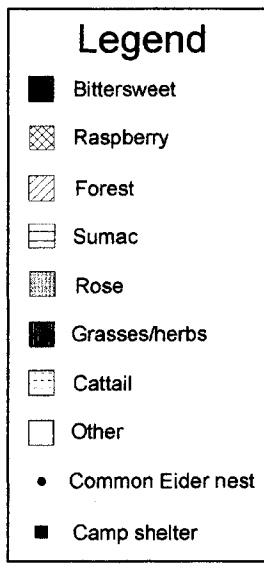 Legend
Bittersweet
Raspberry
Forest
Sumac
Rose
Grasses/herbs
Cattail
Other
Common Eider nest
Camp shelter